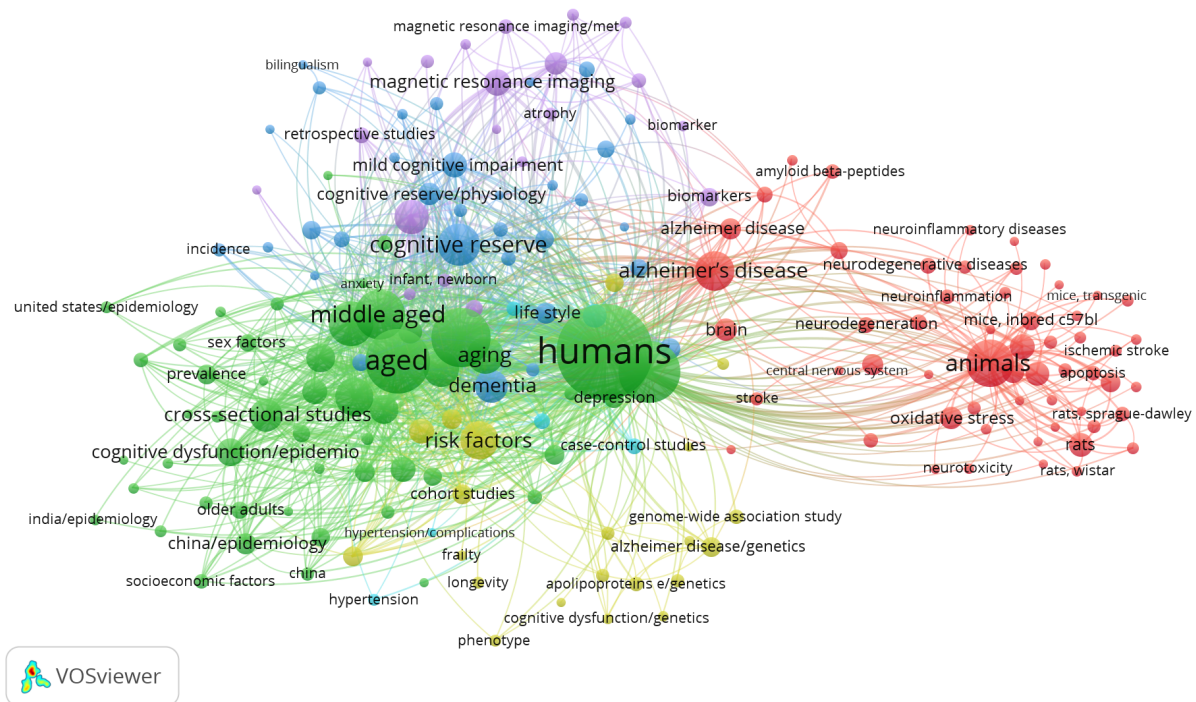 magnetic resonance imaging/met
bilingualism
magnetic resonance imaging
atrophy
retrospective studies
biomarker
mild cognitive impairment
amyloid beta-peptides
cognitive reserve/physiology
biomarkers
alzheimer disease
neuroinflammatory diseases
incidence
cognitive reserve
alzheimer's disease
neurodegenerative diseases
anxiety
infant, newborn
neuroinflammation
mice, transgenic
united states/epidemiology
middle aged
life style
neurodegeneration
mice, inbred c57bl
brain
sex factors
aged
aging
humans
ischemic stroke
prevalence
central nervous system
animals
apoptosis
dementia
depression
stroke
cross-sectional studies
oxidative stress
rats, sprague-dawley
risk factors
case-control studies
rats
cognitive dysfunction/epidemio
neurotoxicity
rats, wistar
cohort studies
older adults
india/epidemiology
genome-wide association study
hypertension/complications
china/epidemiology
frailty
alzheimer disease/genetics
china
socioeconomic factors
longevity
apolipoproteins e/genetics
hypertension
cognitive dysfunction/genetics
phenotype
VOSviewer